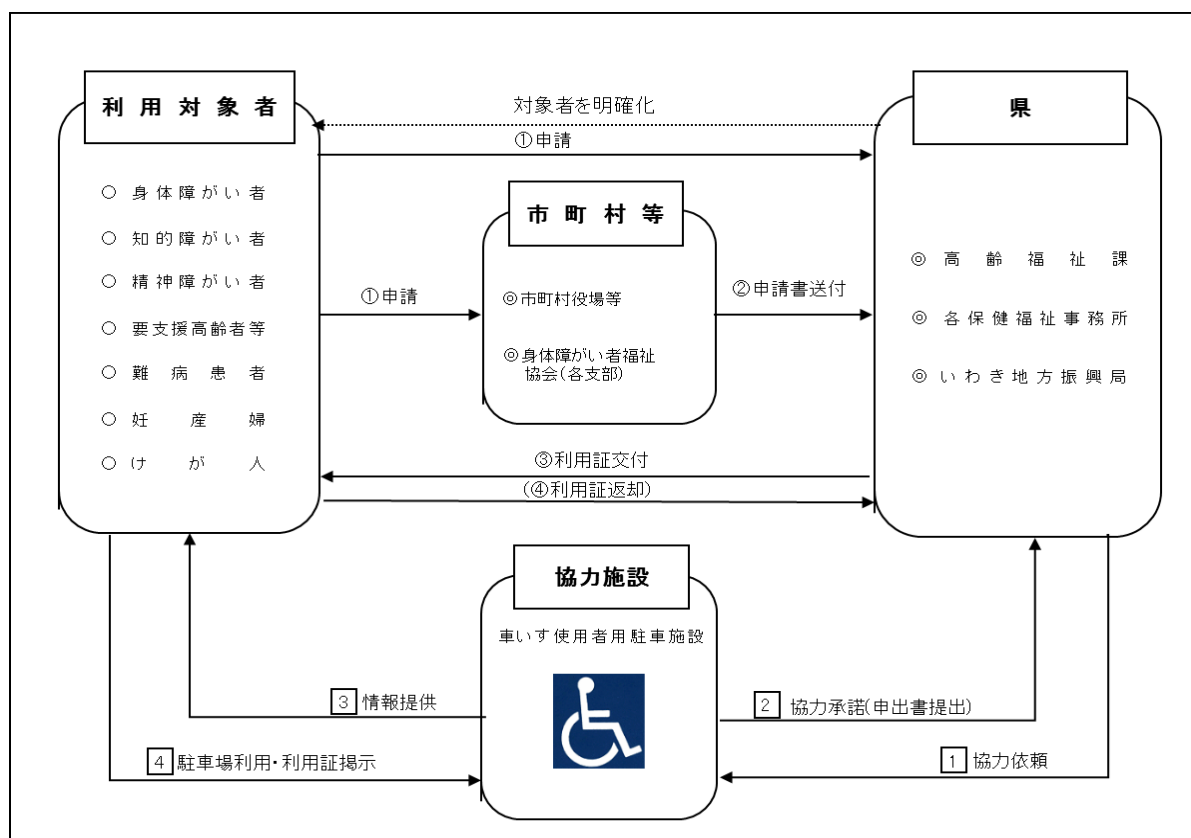 利用対象者
○ 身体障がい者
○ 知的障がい者
○ 精神障がい者
○ 要支援高齢者等
○ 難病患者
○ 妊産婦
○ けが人
対象者を明確化
①申請
県
◎ 高齢福祉課
◎ 各保健福祉事務所
◎ いわき地方振興局
市町村等
◎市町村役場等
◎身体障がい者福祉
協会(各支部)
①申請
②申請書送付
③利用証交付
(④利用証返却)
協力施設
車いす使用者用駐車施設
3 情報提供
4 駐車場利用・利用証掲示
2 協力承諾(申出書提出)
1 協力依頼